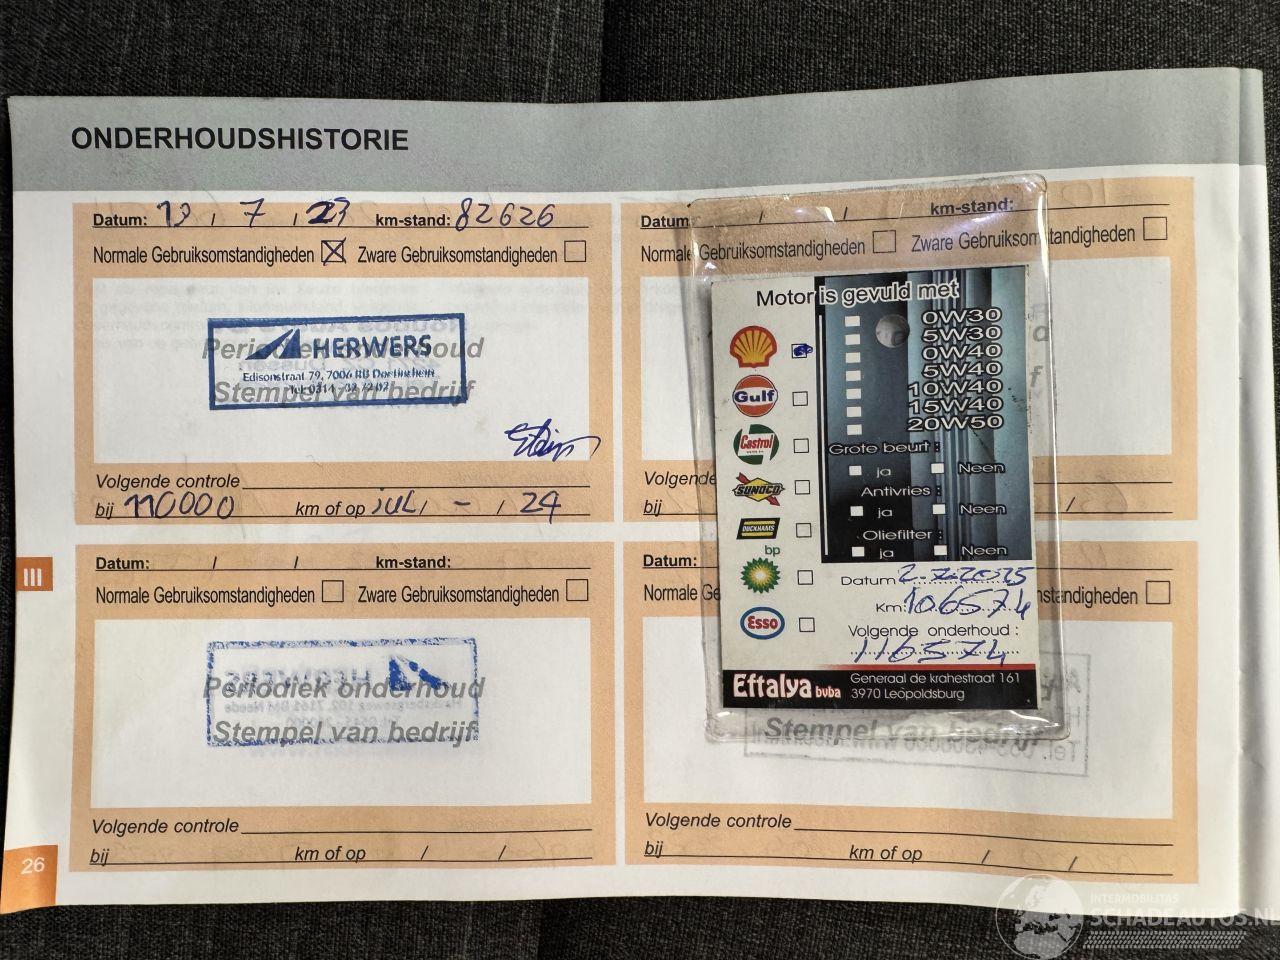 ONDERHOUDSHISTORIE
Datum: 13 / 7 / 23 km-stand: 82626
Normale Gebruiksomstandigheden Zware Gebruiksomstandigheden
HERWERS
Periodiek onderhoud
Edisonstraat 79, 7006 RB Doetinchem
Stempel van bedrijf
Volgende controle
bij 110000 km of op jul / - / 24
Datum: / / km-stand:
Normale Gebruiksomstandigheden Zware Gebruiksomstandigheden
Periodiek onderhoud
Stempel van bedrijf
Volgende controle
bij km of op / /
III
26
Datum / / km-stand:
Normale Gebruiksomstandigheden Zware Gebruiksomstandigheden
Volgende
bij
Motor is gevuld met
0W30
5W30
0W40
5W40
10W40
15W40
20W50
Gulf
Castrol
SUNOCO
DUCKHAMS
bp
Esso
Grote beurt :
ja Neen
Antivries :
ja Neen
Oliefilter :
ja Neen
Datum 2-7-2025
Km: 106574
Volgende onderhoud :
116574
Eftalya bvba
Generaal de krahestraat 161
3970 Leopoldsburg
Datum:
Normale Ge mstandigheden
Stempel van bedrijf
Volgende controle
bij km of op / /
INTERMOBILITAS
SCHADEAUTOS.NL